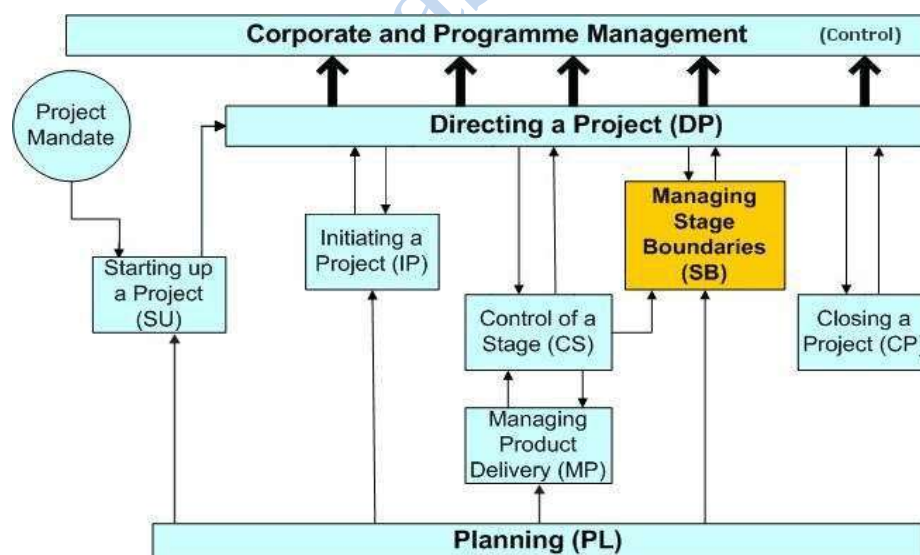 Corporate and Programme Management (Control)
Project
Mandate
Directing a Project (DP)
Starting up
a Project
(SU)
Initiating a
Project (IP)
Managing
Stage
Boundaries
(SB)
Control of a
Stage (CS)
Closing a
Project (CP)
Managing
Product
Delivery (MP)
Planning (PL)